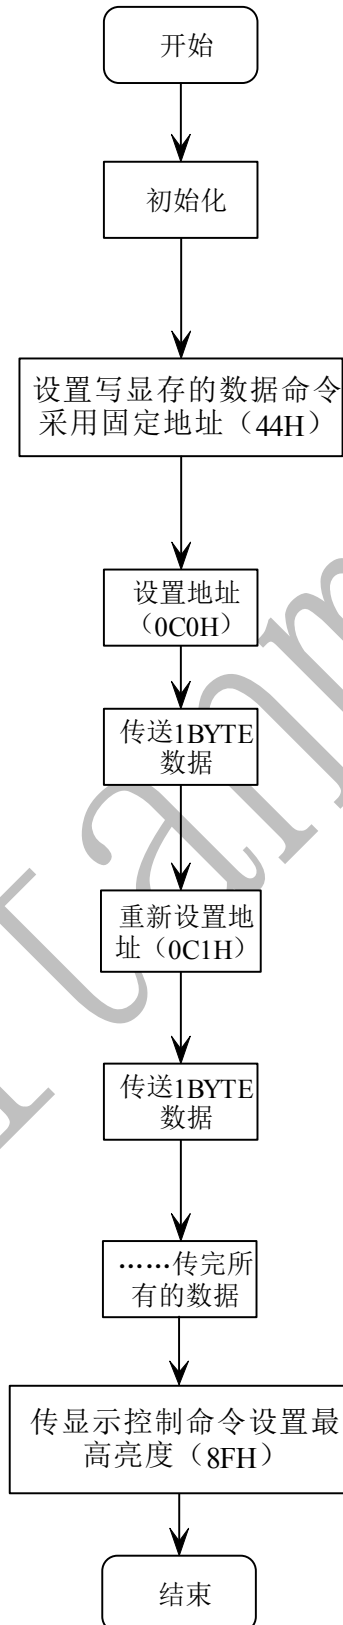 开始
初始化
设置写显存的数据命令
采用固定地址（44H）
设置地址
（0C0H）
传送1BYTE
数据
重新设置地
址（0C1H）
传送1BYTE
数据
……传完所
有的数据
传显示控制命令设置最
高亮度（8FH）
结束